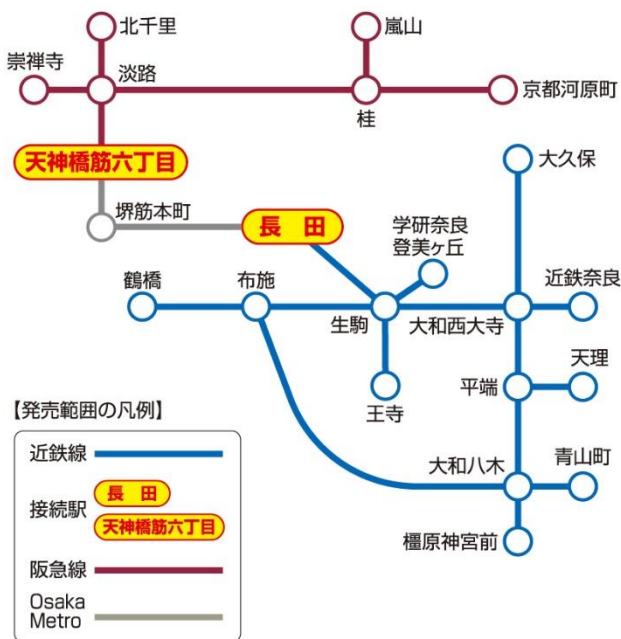 北千里
嵐山
崇禅寺
淡路
桂
京都河原町
天神橋筋六丁目
大久保
堺筋本町
長田
学研奈良
登美ヶ丘
鶴橋
布施
近鉄奈良
生駒
大和西大寺
天理
平端
王寺
【発売範囲の凡例】
近鉄線
大和八木
青山町
接続駅
長田
天神橋筋六丁目
橿原神宮前
阪急線
Osaka
Metro